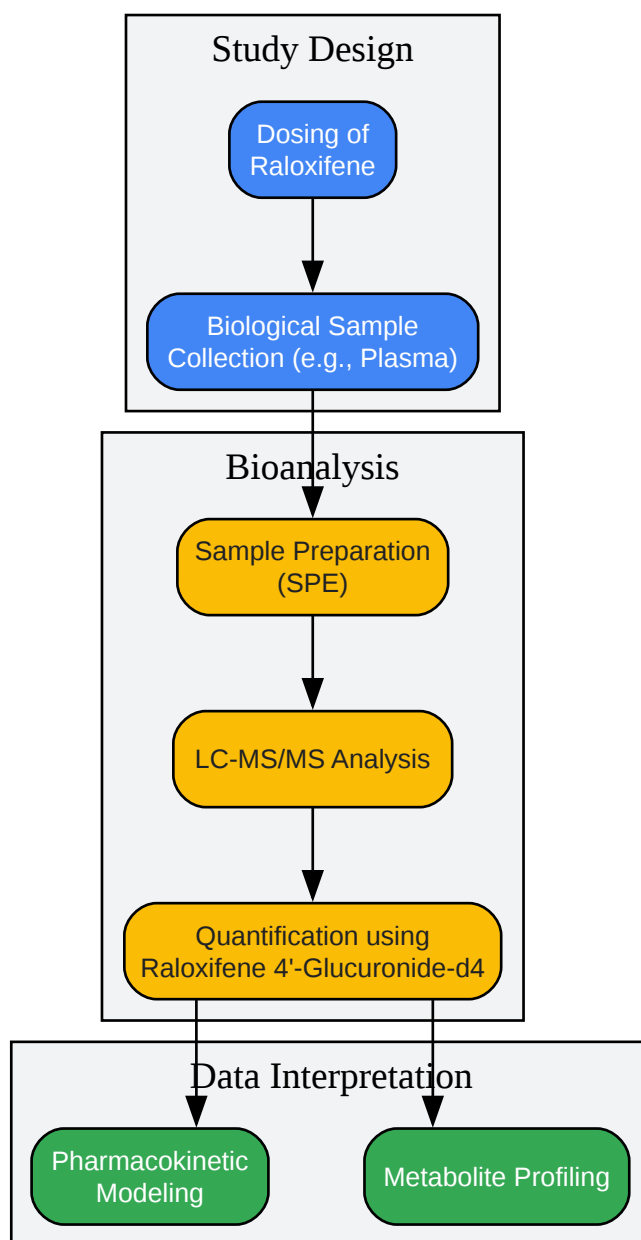 Study Design
Dosing of
Raloxifene
Biological Sample
Collection (e.g., Plasma)
Bioanalysis
Sample Preparation
(SPE)
LC-MS/MS Analysis
Quantification using
Raloxifene 4'-Glucuronide-d4
Data Interpretation
Pharmacokinetic
Modeling
Metabolite Profiling